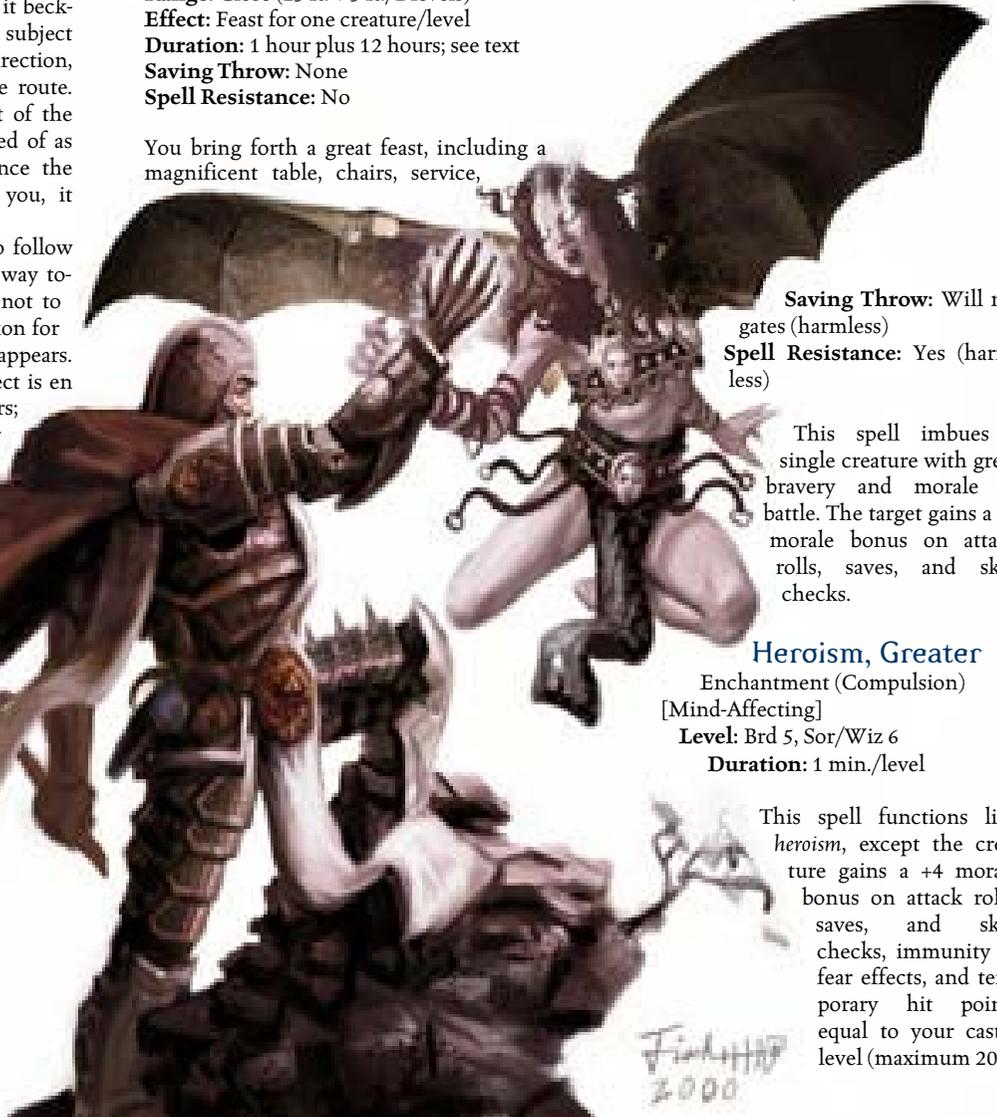 it beck-
subject
rection,
e route.
t of the
ed of as
nce the
you, it
o follow
way to-
not to
ion for
appears.
ect is en
rs;
Effect: Feast for one creature/level
Duration: 1 hour plus 12 hours; see text
Saving Throw: None
Spell Resistance: No
You bring forth a great feast, including a
magnificent table, chairs, service,
Saving Throw: Will n
gates (harmless)
Spell Resistance: Yes (har
less)
This spell imbues
single creature with gre
bravery and morale
battle. The target gains a
morale bonus on atta
rolls, saves, and sk
checks.
Heroism, Greater
Enchantment (Compulsion)
[Mind-Affecting]
Level: Brd 5, Sor/Wiz 6
Duration: 1 min./level
This spell functions li
heroism, except the cre
ture gains a +4 mora
bonus on attack rol
saves, and sk
checks, immunity
fear effects, and te
porary hit poin
equal to your cast
level (maximum 20
2000